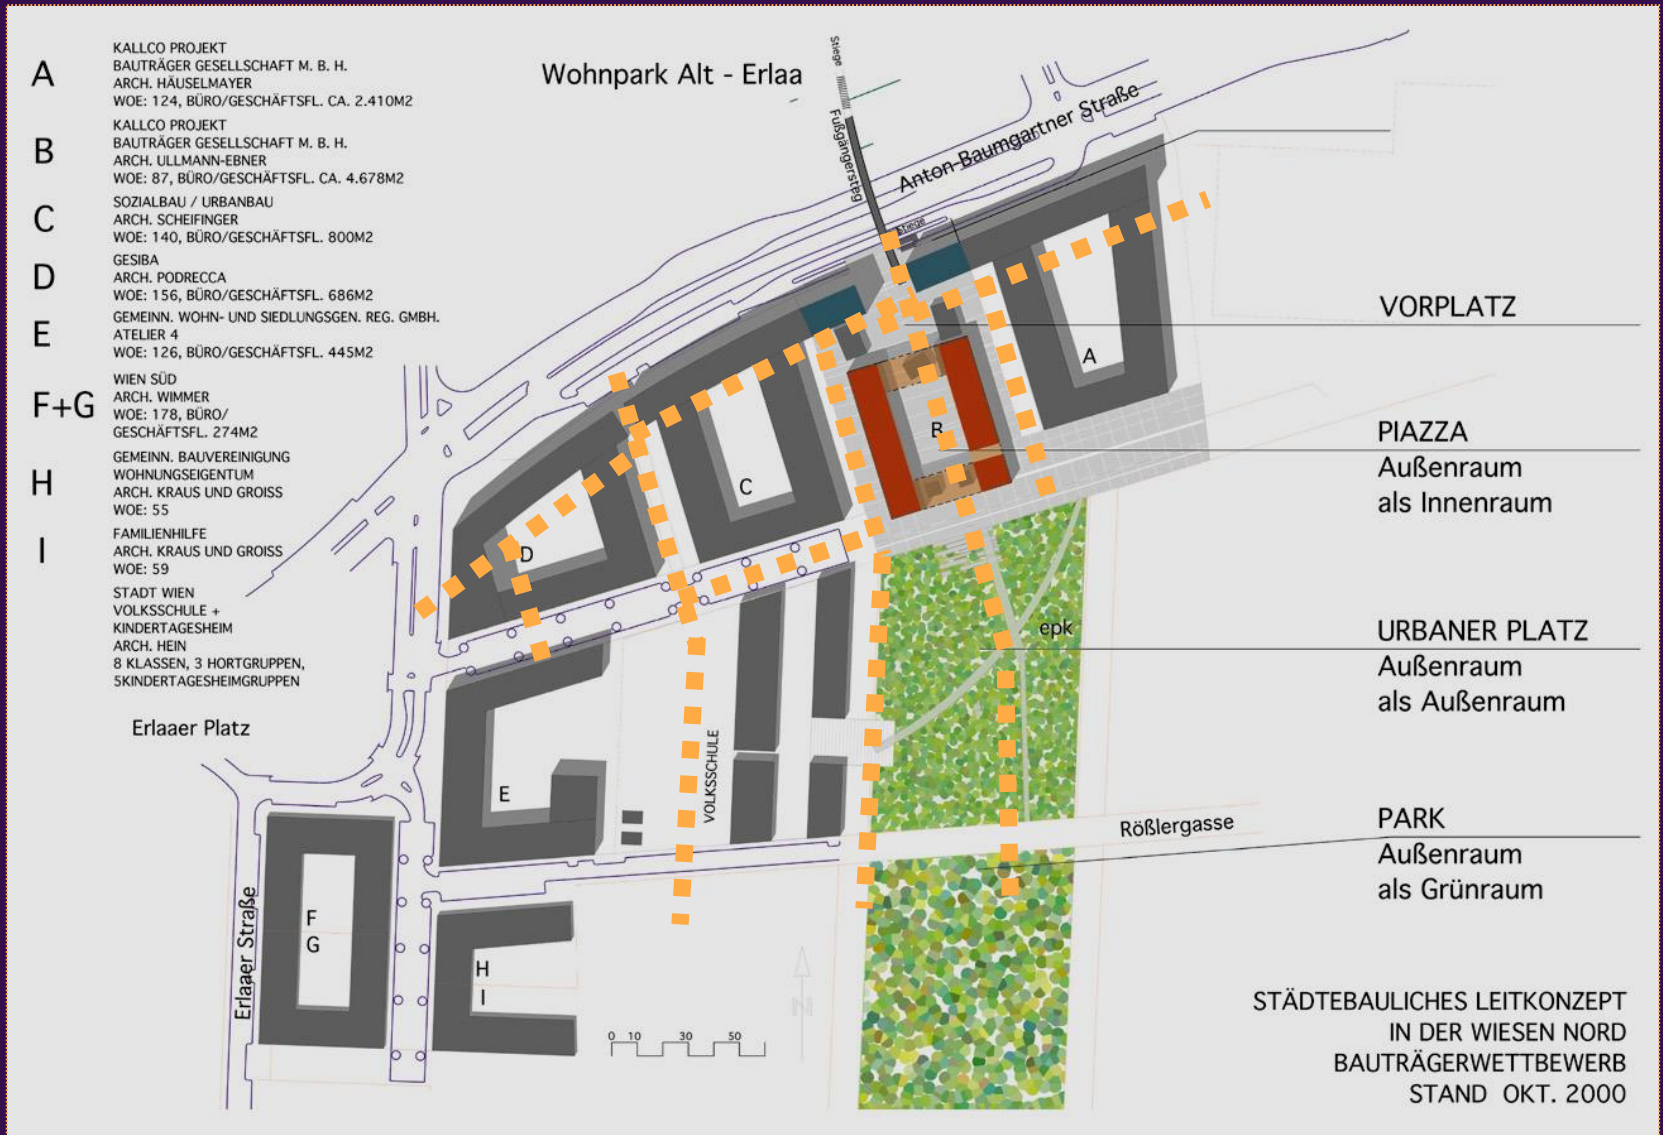 A
KALLCO PROJEKT
BAUTRÄGER GESELLSCHAFT M. B. H.
ARCH. HÄUSELMAYER
WOE: 124, BÜRO/GESCHÄFTSFL. CA. 2.410M2
B
KALLCO PROJEKT
BAUTRÄGER GESELLSCHAFT M. B. H.
ARCH. ULLMANN-EBNER
WOE: 87, BÜRO/GESCHÄFTSFL. CA. 4.678M2
C
SOZIALBAU / URBANBAU
ARCH. SCHEIFINGER
WOE: 140, BÜRO/GESCHÄFTSFL. 800M2
D
GESIBA
ARCH. PODRECCA
WOE: 156, BÜRO/GESCHÄFTSFL. 686M2
E
GEMEINN. WOHN- UND SIEDLUNGSGEN. REG. GMBH.
ATELIER 4
WOE: 126, BÜRO/GESCHÄFTSFL. 445M2
F+G
WIEN SÜD
ARCH. WIMMER
WOE: 178, BÜRO/
GESCHÄFTSFL. 274M2
H
GEMEINN. BAUVEREINIGUNG
WOHNUNGSEIGENTUM
ARCH. KRAUS UND GROISS
WOE: 55
I
FAMILIENHILFE
ARCH. KRAUS UND GROISS
WOE: 59
STADT WIEN
VOLKSSCHULE +
KINDERTAGESHEIM
ARCH. HEIN
8 KLASSEN, 3 HORTGRUPPEN,
5KINDERTAGESHEIMGRUPPEN
Erlaaer Platz
Wohnpark Alt - Erlaa
Stiege
Fußgängersteg
Stiege
Anton-Baumgartner Straße
A
B
C
D
E
F
G
H
I
VOLKSSCHULE
epk
Rößlergasse
Erlaaer Straße
0 10 30 50
N
VORPLATZ
PIAZZA
Außenraum
als Innenraum
URBANER PLATZ
Außenraum
als Außenraum
PARK
Außenraum
als Grünraum
STÄDTEBAULICHES LEITKONZEPT
IN DER WIESEN NORD
BAUTRÄGERWETTBEWERB
STAND OKT. 2000